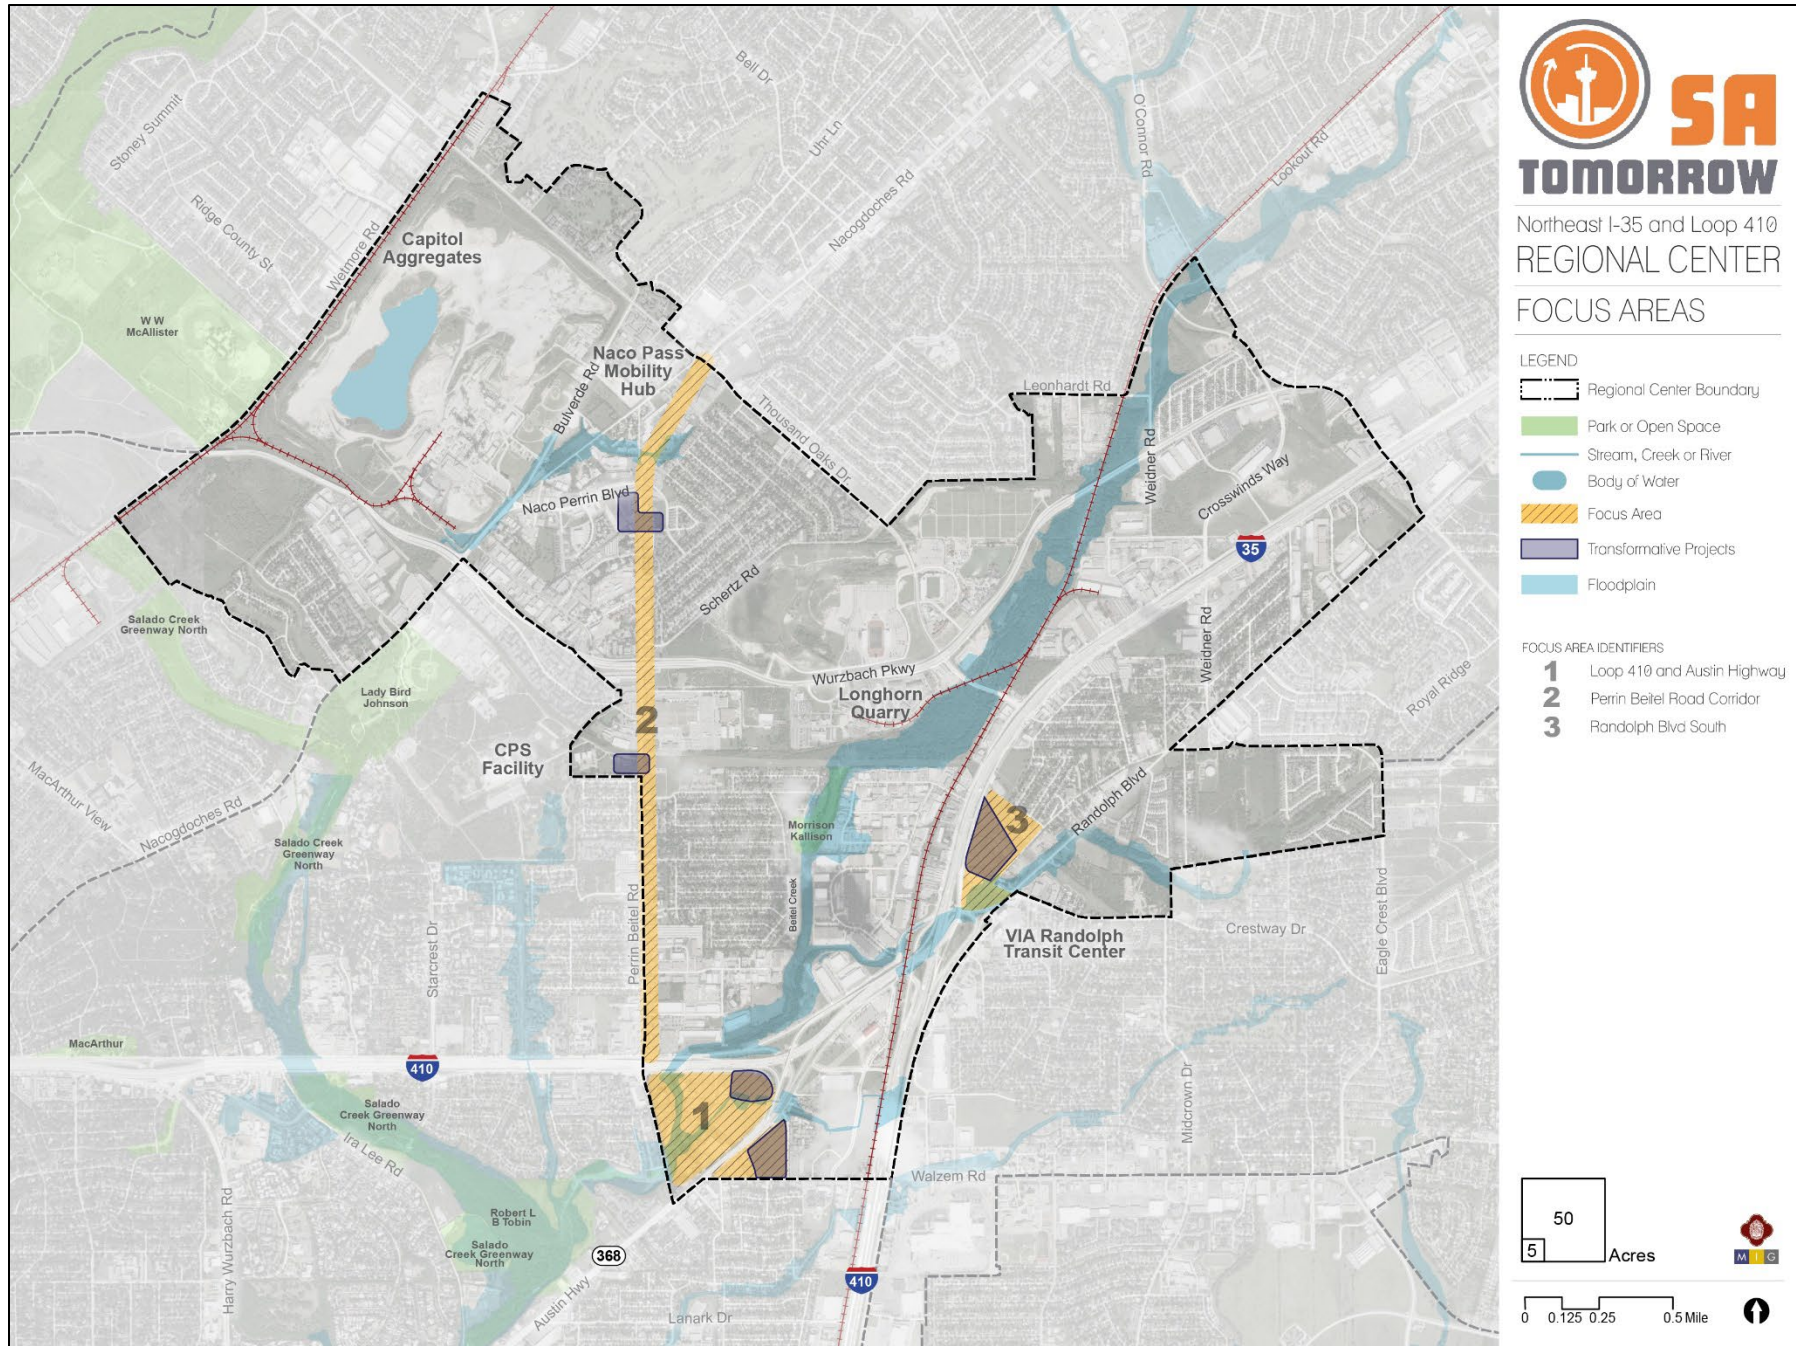 Bell Dr
Stoney Summit
Uhr Ln
O'Connor Rd
Lookout Rd
Ridge County St
Wetmore Rd
Nacogdoches Rd
Capitol
Aggregates
W W
McAllister
Naco Pass
Mobility
Hub
Bulverde Rd
Leonhardt Rd
Thousand Oaks Dr
Weidner Rd
Crosswinds Way
Naco Perrin Blvd
35
Schertz Rd
Salado Creek
Greenway North
Weidner Rd
Wurzbach Pkwy
Longhorn
Quarry
Lady Bird
Johnson
Royal Ridge
2
CPS
Facility
MacArthur View
Nacogdoches Rd
Randolph Blvd
3
Morrison
Kallison
Salado Creek
Greenway
North
Beitel Creek
Perrin Beitel Rd
Starcrest Dr
VIA Randolph
Transit Center
Crestway Dr
Eagle Crest Blvd
MacArthur
410
1
Midcrown Dr
Salado
Creek Greenway
North
Ira Lee Rd
Walzem Rd
Harry Wurzbach Rd
Robert L
B Tobin
Salado
Creek Greenway
North
368
410
Austin Hwy
Lanark Dr
SA
TOMORROW
Northeast I-35 and Loop 410
REGIONAL CENTER
FOCUS AREAS
LEGEND
Regional Center Boundary
Park or Open Space
Stream, Creek or River
Body of Water
Focus Area
Transformative Projects
Floodplain
FOCUS AREA IDENTIFIERS
1 Loop 410 and Austin Highway
2 Perrin Beitel Road Corridor
3 Randolph Blvd South
50
5
Acres
M I G
0 0.125 0.25 0.5 Mile